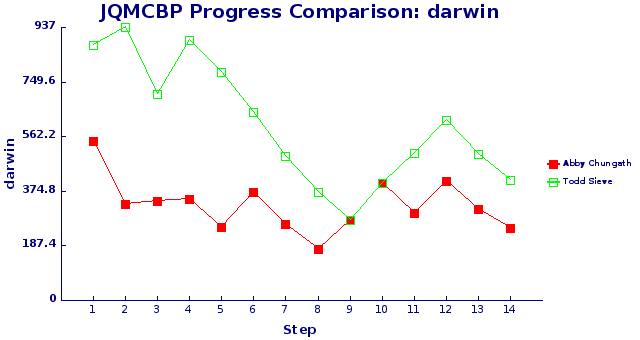 JQMCBP Progress Comparison: darwin
937
749.6
562.2
374.8
187.4
0
darwin
1 2 3 4 5 6 7 8 9 10 11 12 13 14
Step
Abby Chungath
Todd Sieve